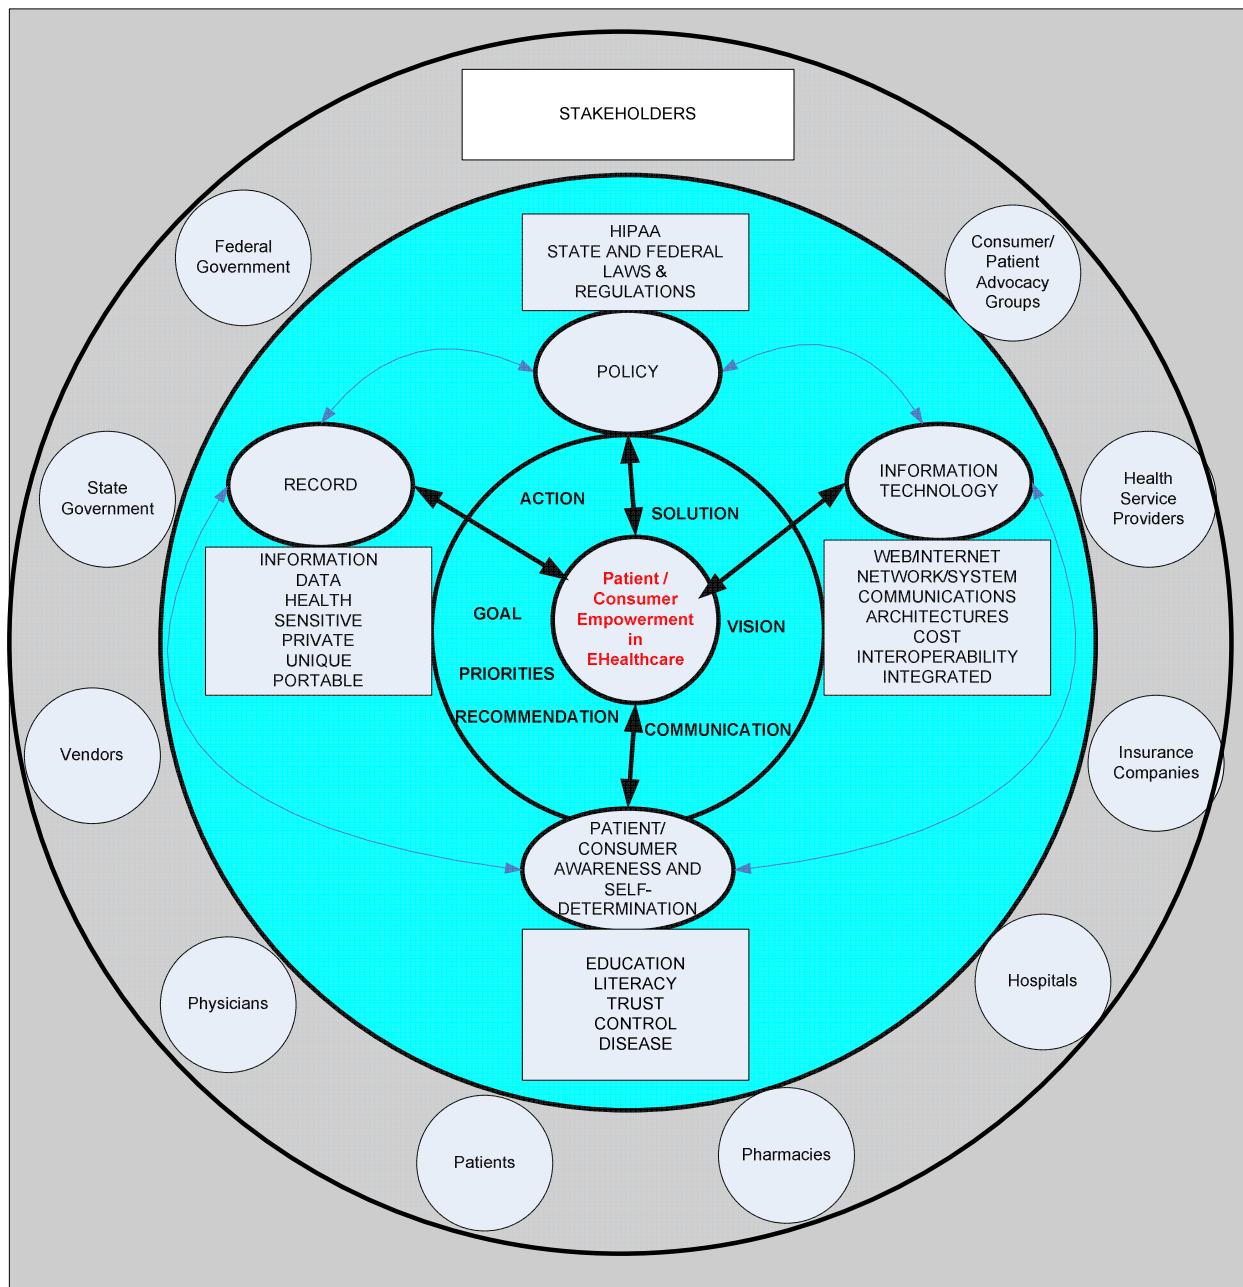 STAKEHOLDERS
Federal
Government
Consumer/
Patient
Advocacy
Groups
HIPAA
STATE AND FEDERAL
LAWS &
REGULATIONS
POLICY
State
Government
RECORD
INFORMATION
TECHNOLOGY
Health
Service
Providers
ACTION
SOLUTION
INFORMATION
DATA
HEALTH
SENSITIVE
PRIVATE
UNIQUE
PORTABLE
Patient /
Consumer
Empowerment
in
EHealthcare
WEB/INTERNET
NETWORK/SYSTEM
COMMUNICATIONS
ARCHITECTURES
COST
INTEROPERABILITY
INTEGRATED
GOAL
VISION
PRIORITIES
RECOMMENDATION
COMMUNICATION
Vendors
Insurance
Companies
PATIENT/
CONSUMER
AWARENESS AND
SELF-
DETERMINATION
EDUCATION
LITERACY
TRUST
CONTROL
DISEASE
Physicians
Hospitals
Patients
Pharmacies